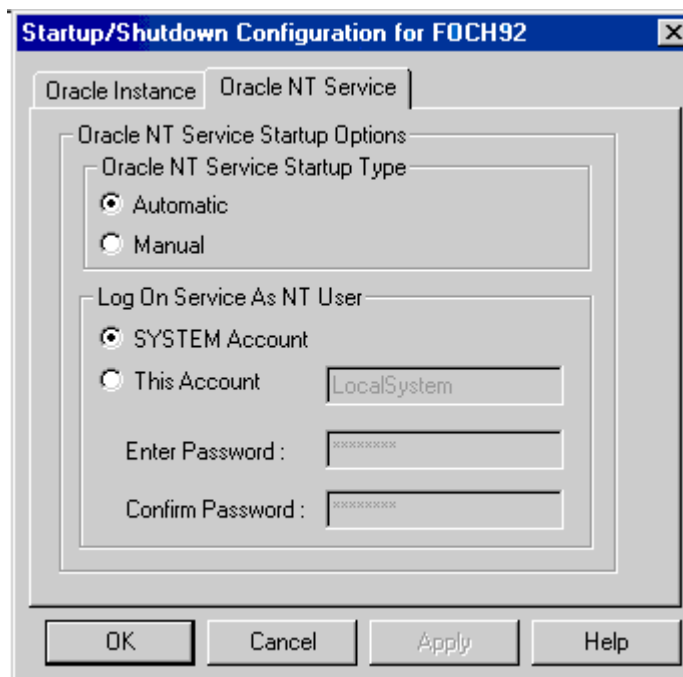 Startup/Shutdown Configuration for FOCH92
Oracle Instance
Oracle NT Service
Oracle NT Service Startup Options
Oracle NT Service Startup Type
Automatic
Manual
Log On Service As NT User
SYSTEM Account
This Account
LocalSystem
Enter Password :
********
Confirm Password :
********
OK
Cancel
Apply
Help